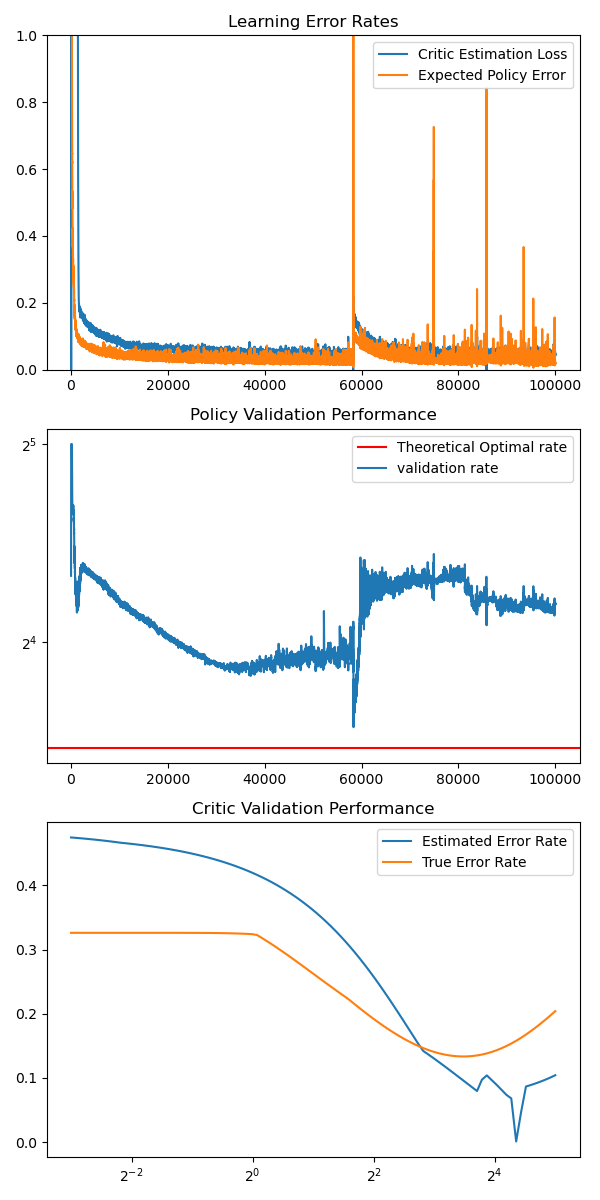 Learning Error Rates
1.0
0.8
0.6
0.4
0.2
0.0
Critic Estimation Loss
Expected Policy Error
0 20000 40000 60000 80000 100000
Policy Validation Performance
2^5
2^4
Theoretical Optimal rate
validation rate
0 20000 40000 60000 80000 100000
Critic Validation Performance
0.4
0.3
0.2
0.1
0.0
Estimated Error Rate
True Error Rate
2^−2 2^0 2^2 2^4